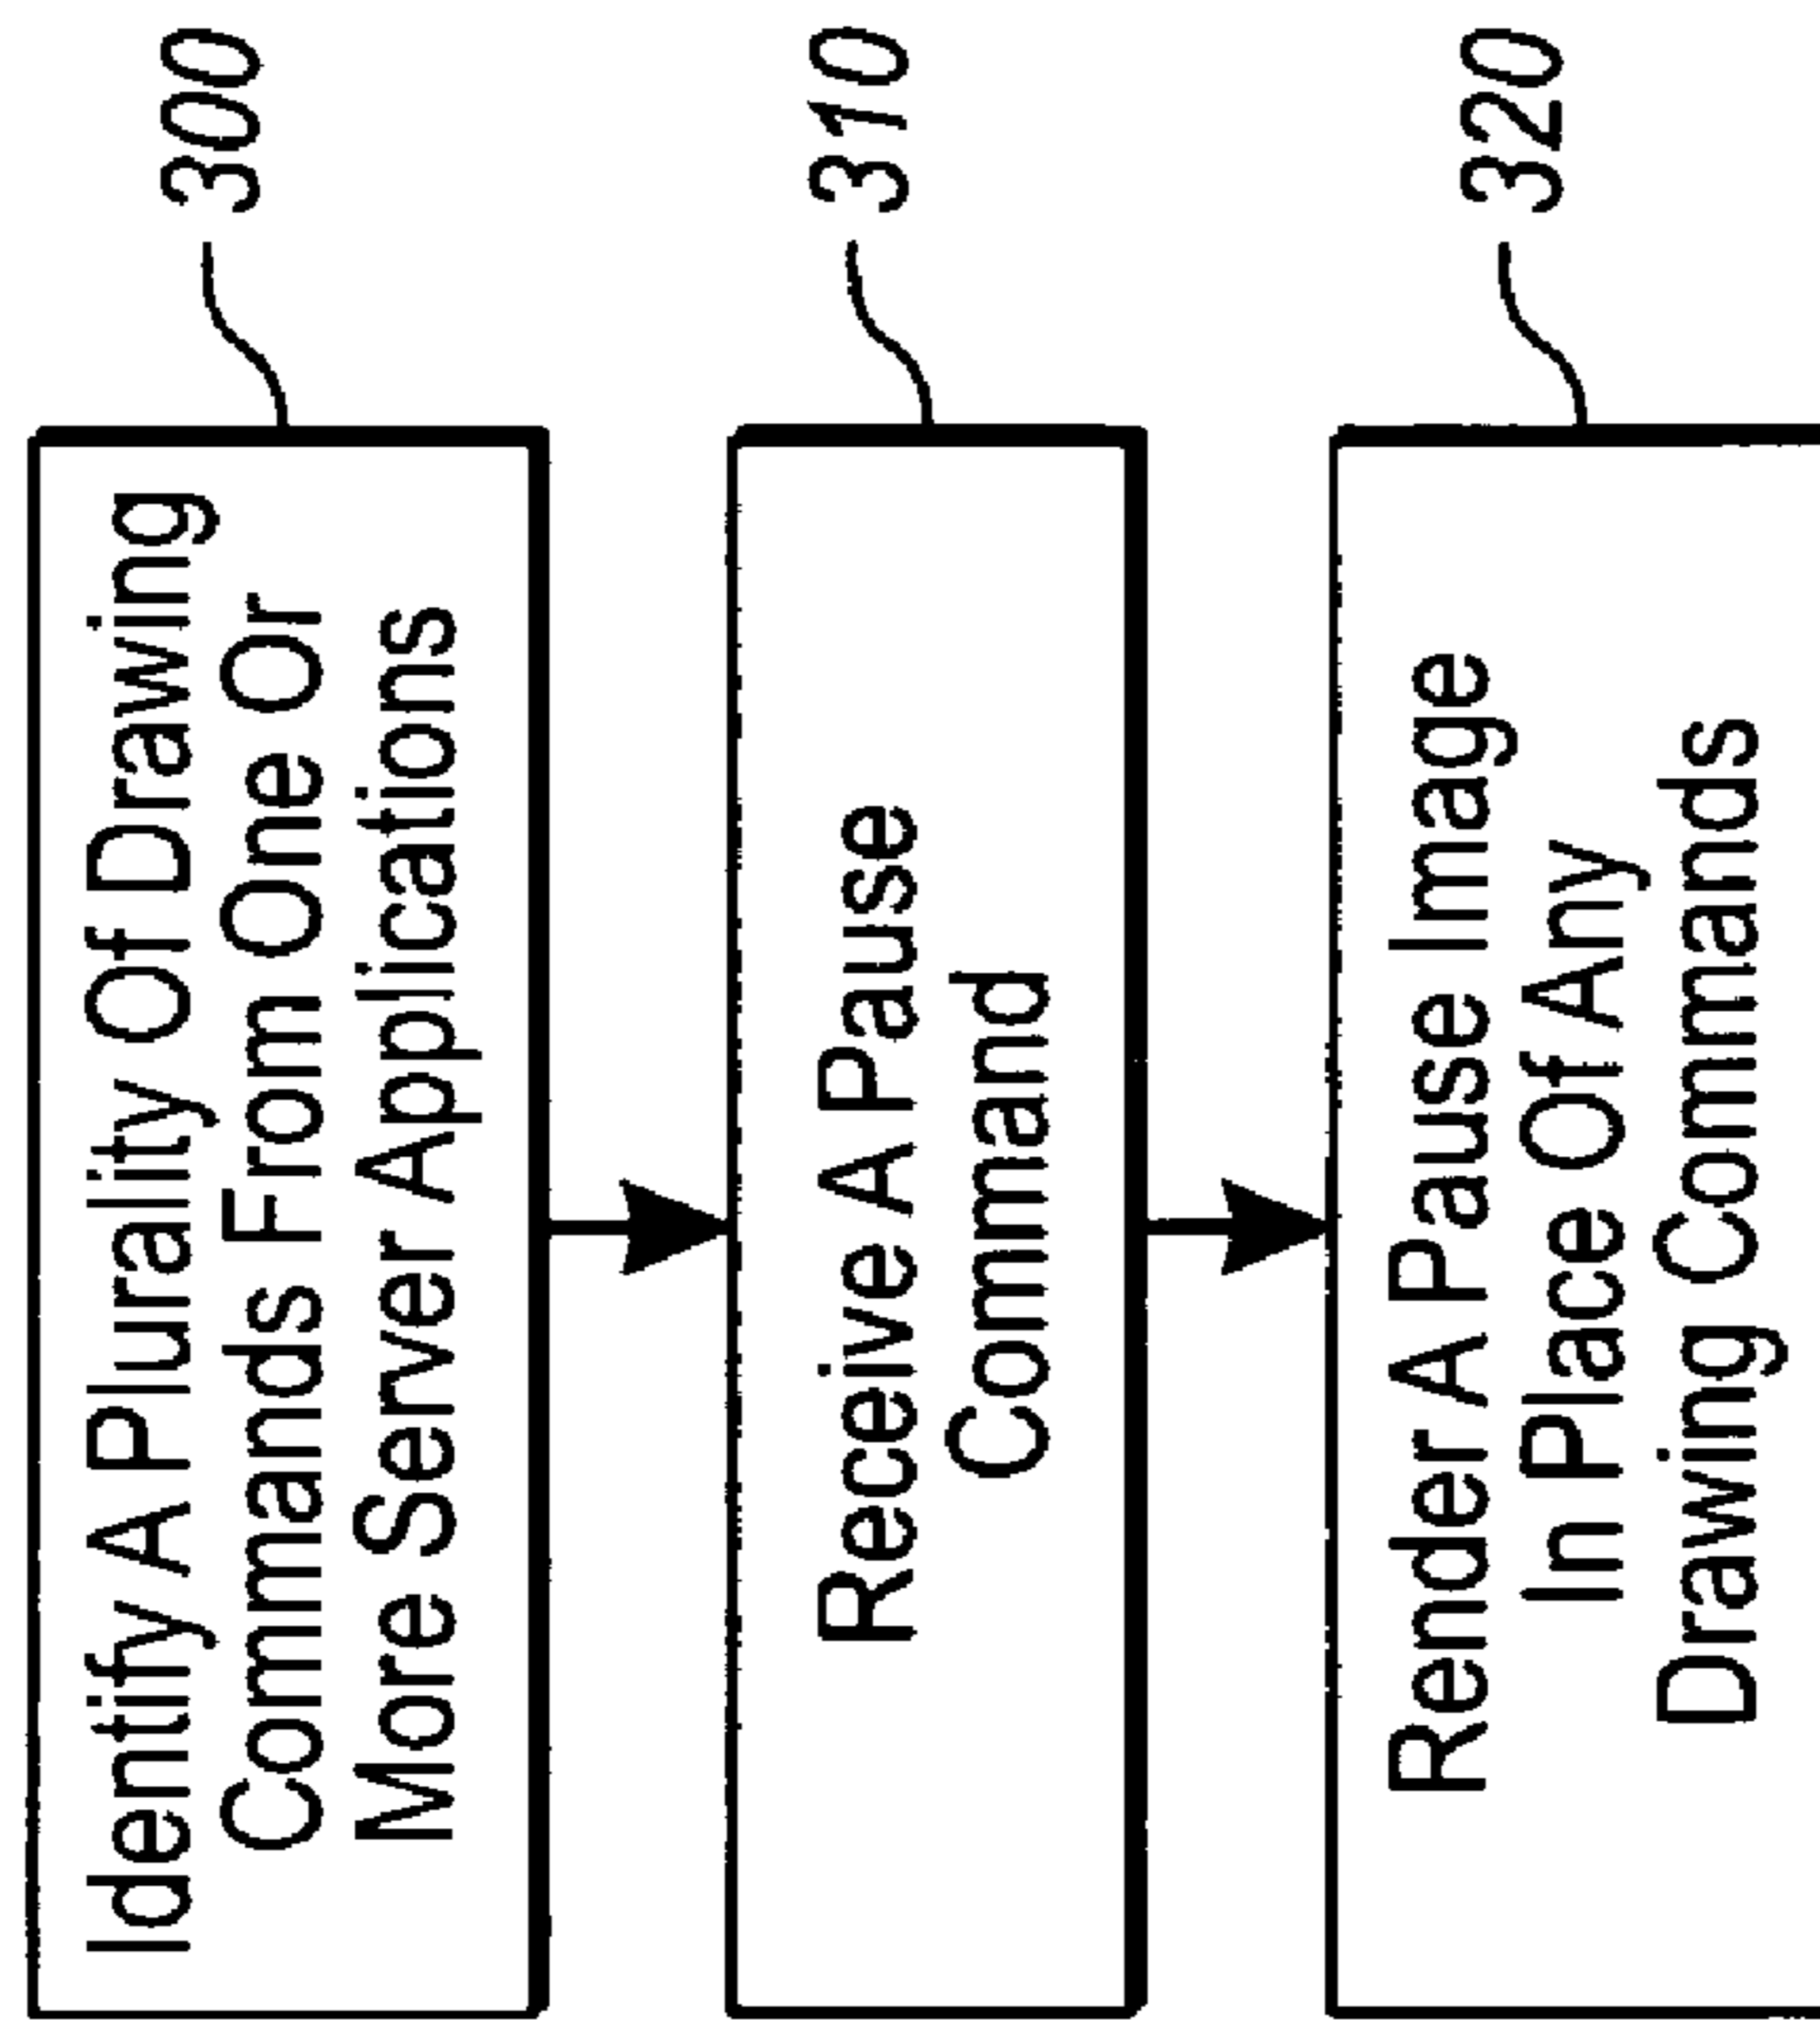 Identify A Plurality Of Drawing
Commands From One Or
More Server Applications
300
Receive A Pause
Command
310
Render A Pause Image
In Place Of Any
Drawing Commands
320